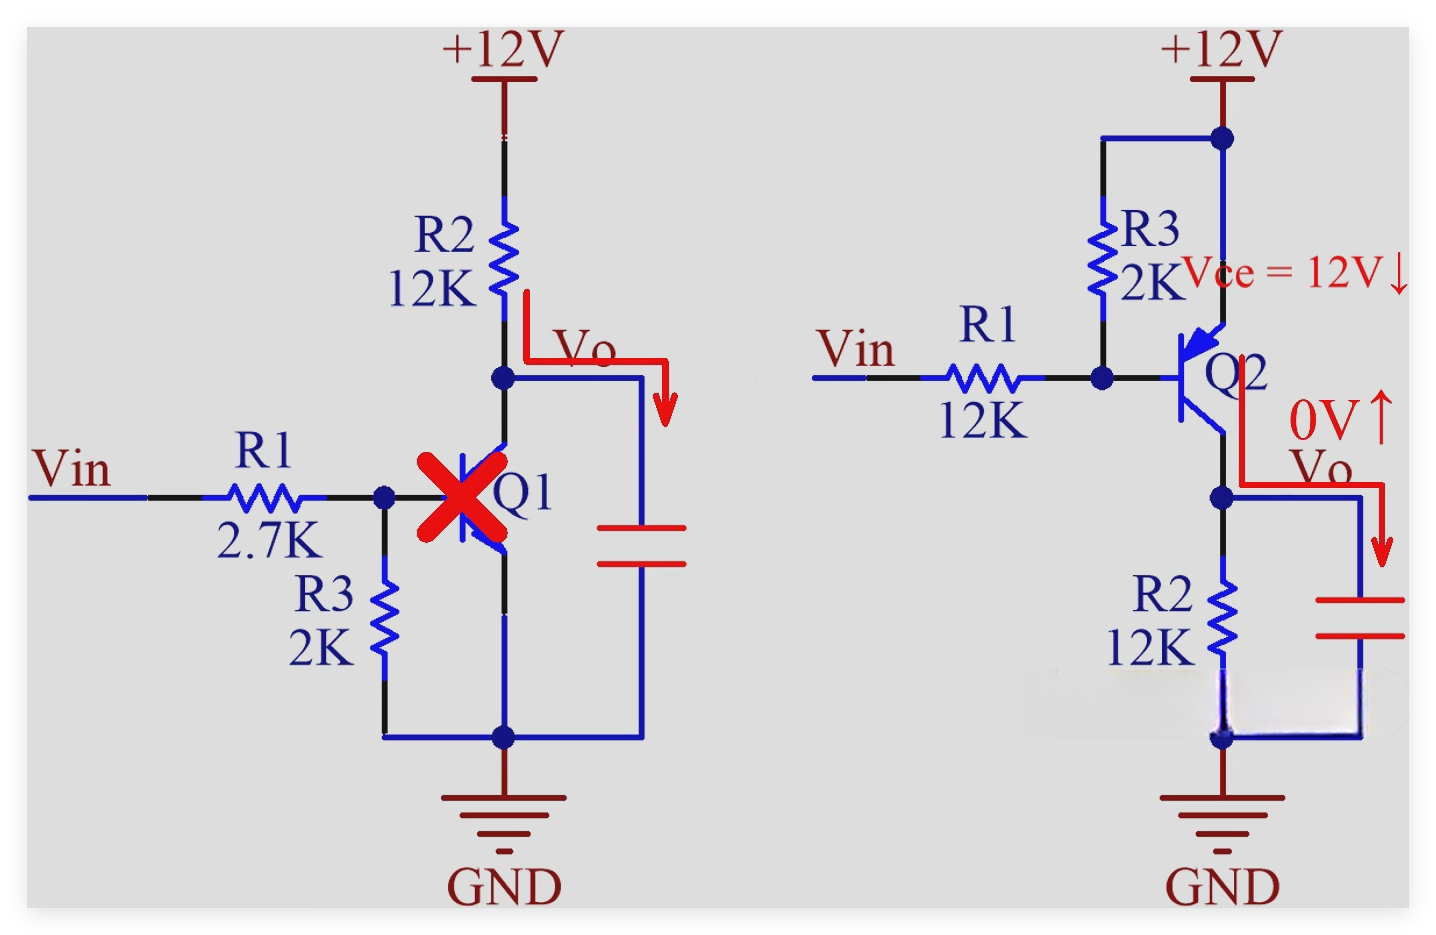 +12V
R2
12K
Vo
Vin
R1
2.7K
Q1
R3
2K
GND
+12V
R3
2K
Vce = 12V↓
Vin
R1
12K
Q2
0V↑
Vo
R2
12K
GND